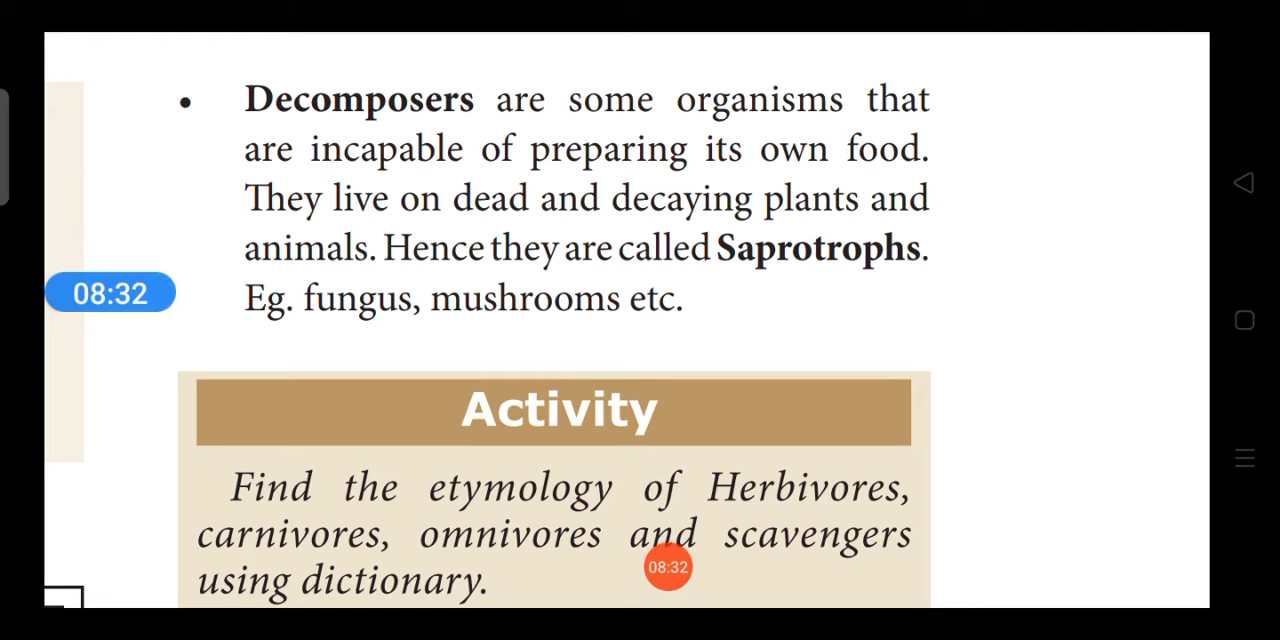 • Decomposers are some organisms that
are incapable of preparing its own food.
They live on dead and decaying plants and
animals. Hence they are called Saprotrophs.
08:32
Eg. fungus, mushrooms etc.
Activity
Find the etymology of Herbivores,
carnivores, omnivores and scavengers
08:32
using dictionary.